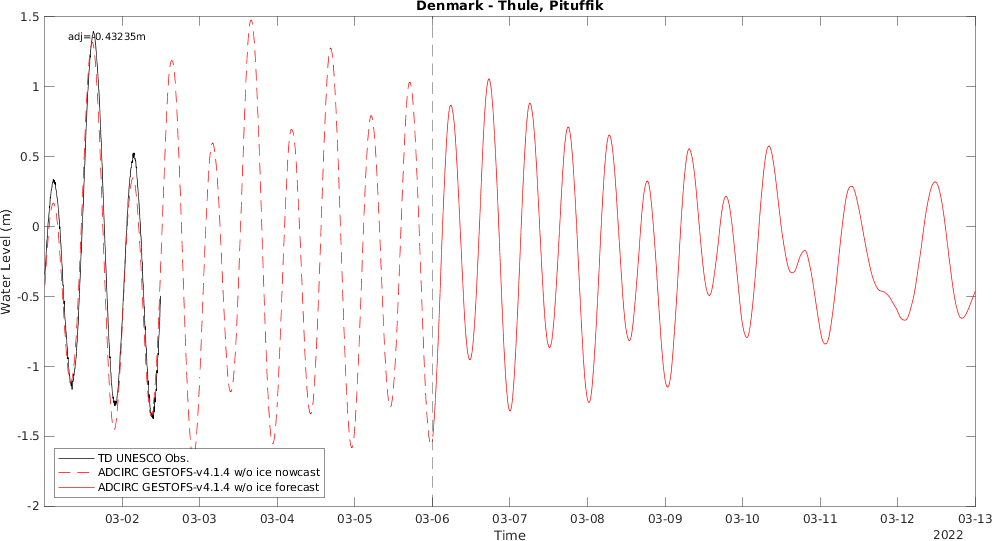 Denmark - Thule, Pituffik
adj=-0.43235m
1.5
1
0.5
0
-0.5
-1
-1.5
-2
Water Level (m)
TD UNESCO Obs.
ADCIRC GESTOFS-v4.1.4 w/o ice nowcast
ADCIRC GESTOFS-v4.1.4 w/o ice forecast
03-02 03-03 03-04 03-05 03-06 03-07 03-08 03-09 03-10 03-11 03-12 03-13
Time
2022